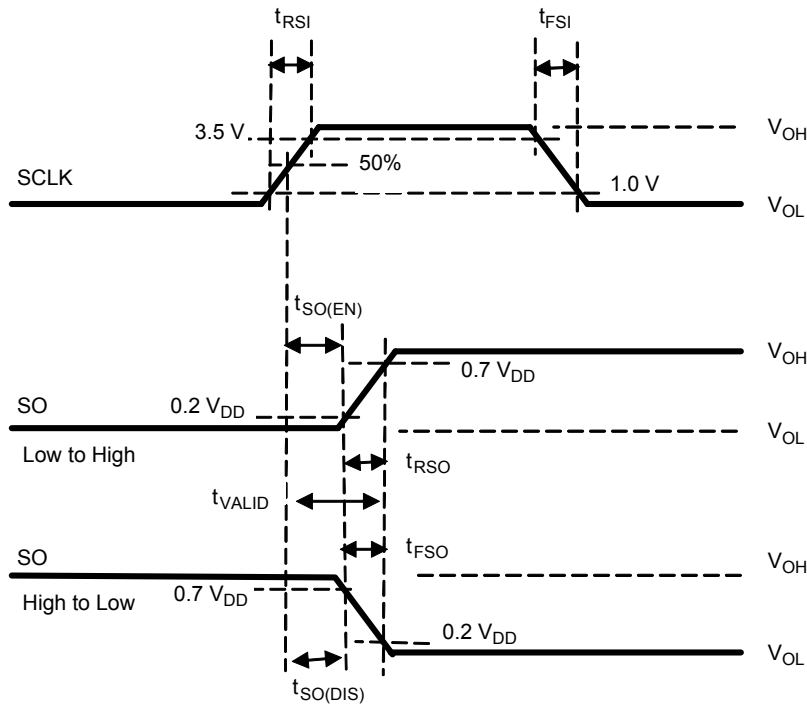 tRSI
tFSI
3.5 V
VOH
50%
SCLK
1.0 V
VOL
tSO(EN)
VOH
0.7 VDD
0.2 VDD
SO
VOL
Low to High
tRSO
tVALID
tFSO
SO
VOH
High to Low
0.7 VDD
0.2 VDD
VOL
tSO(DIS)